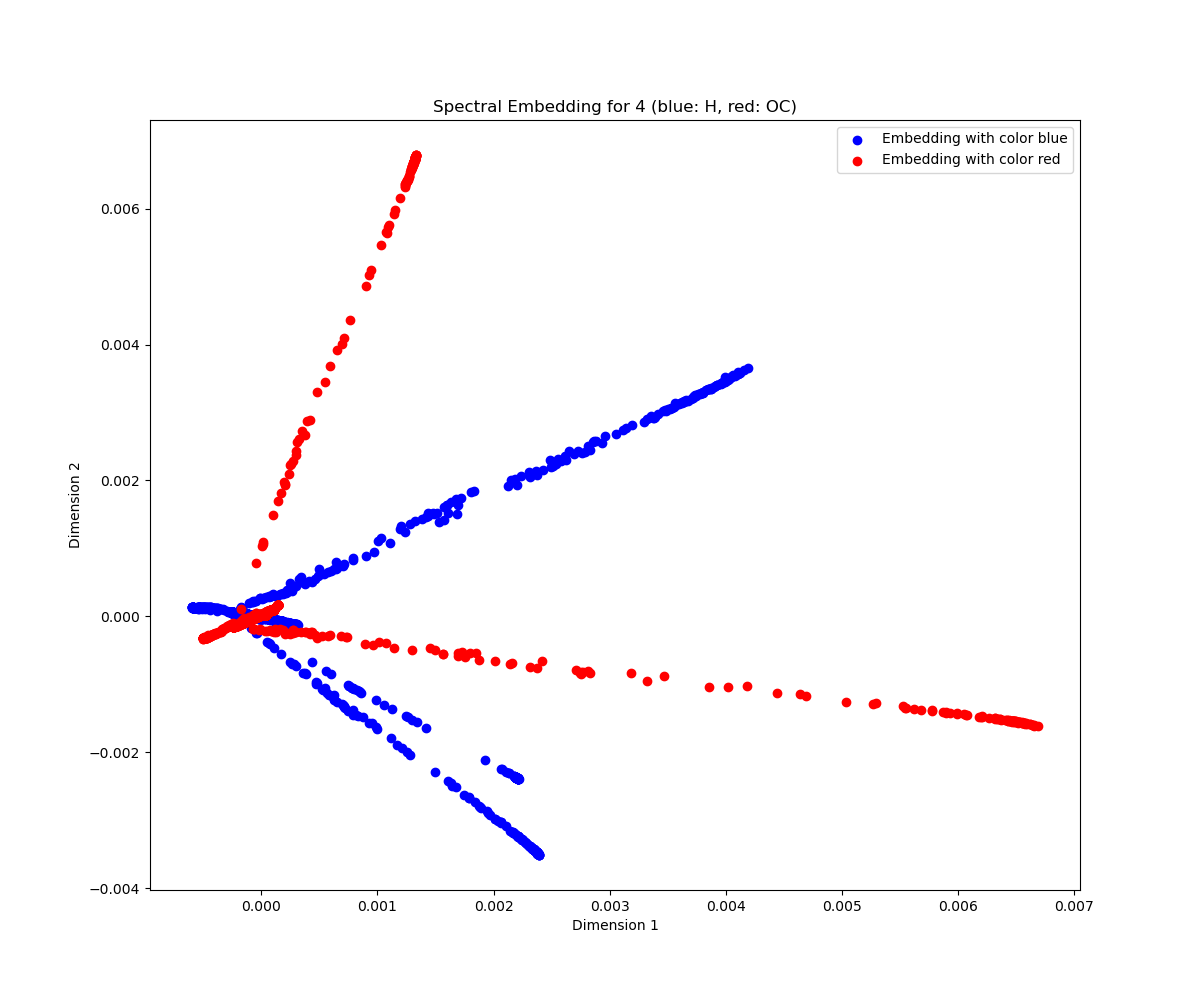 Spectral Embedding for 4 (blue: H, red: OC)
Embedding with color blue
Embedding with color red
0.006
0.004
0.002
0.000
−0.002
−0.004
Dimension 2
0.000 0.001 0.002 0.003 0.004 0.005 0.006 0.007
Dimension 1